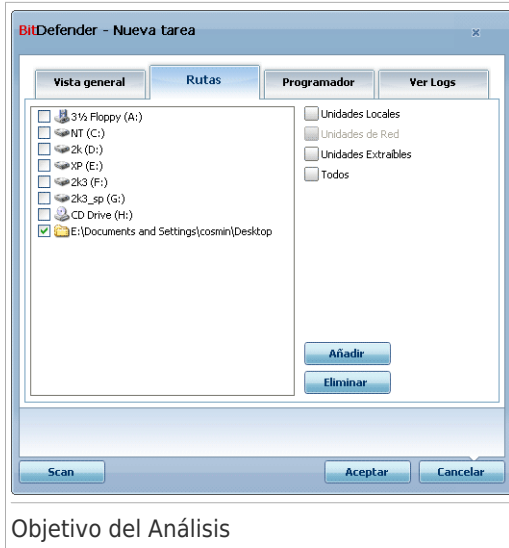 BitDefender - Nueva tarea
x
Vista general
Rutas
Programador
Ver Logs
3½ Floppy (A:)
NT (C:)
2k (D:)
XP (E:)
2k3 (F:)
2k3_sp (G:)
CD Drive (H:)
E:\Documents and Settings\cosmin\Desktop
Unidades Locales
Unidades de Red
Unidades Extraíbles
Todos
Añadir
Eliminar
Scan
Aceptar
Cancelar
Objetivo del Análisis